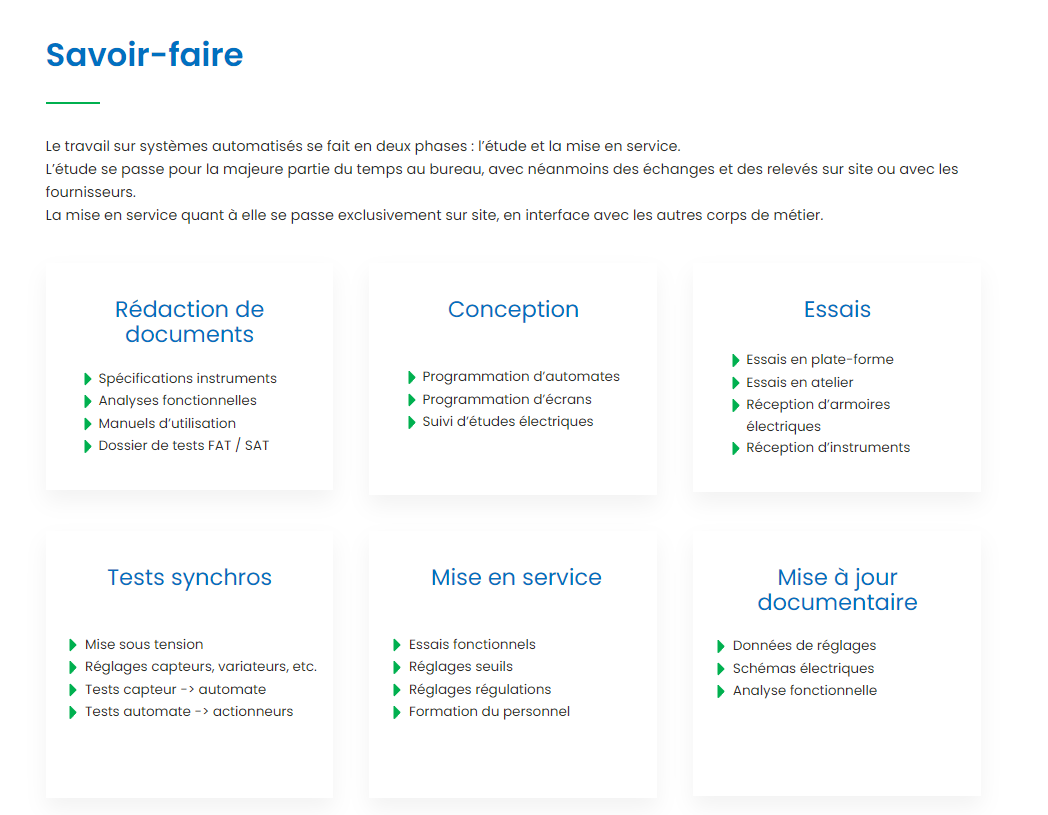 Savoir-faire
Le travail sur systèmes automatisés se fait en deux phases : l’étude et la mise en service.
L’étude se passe pour la majeure partie du temps au bureau, avec néanmoins des échanges et des relevés sur site ou avec les
fournisseurs.
La mise en service quant à elle se passe exclusivement sur site, en interface avec les autres corps de métier.
Rédaction de
documents
Spécifications instruments
Analyses fonctionnelles
Manuels d’utilisation
Dossier de tests FAT / SAT
Conception
Programmation d’automates
Programmation d’écrans
Suivi d’études électriques
Essais
Essais en plate-forme
Essais en atelier
Réception d’armoires
électriques
Réception d’instruments
Tests synchros
Mise sous tension
Réglages capteurs, variateurs, etc.
Tests capteur -> automate
Tests automate -> actionneurs
Mise en service
Essais fonctionnels
Réglages seuils
Réglages régulations
Formation du personnel
Mise à jour
documentaire
Données de réglages
Schémas électriques
Analyse fonctionnelle